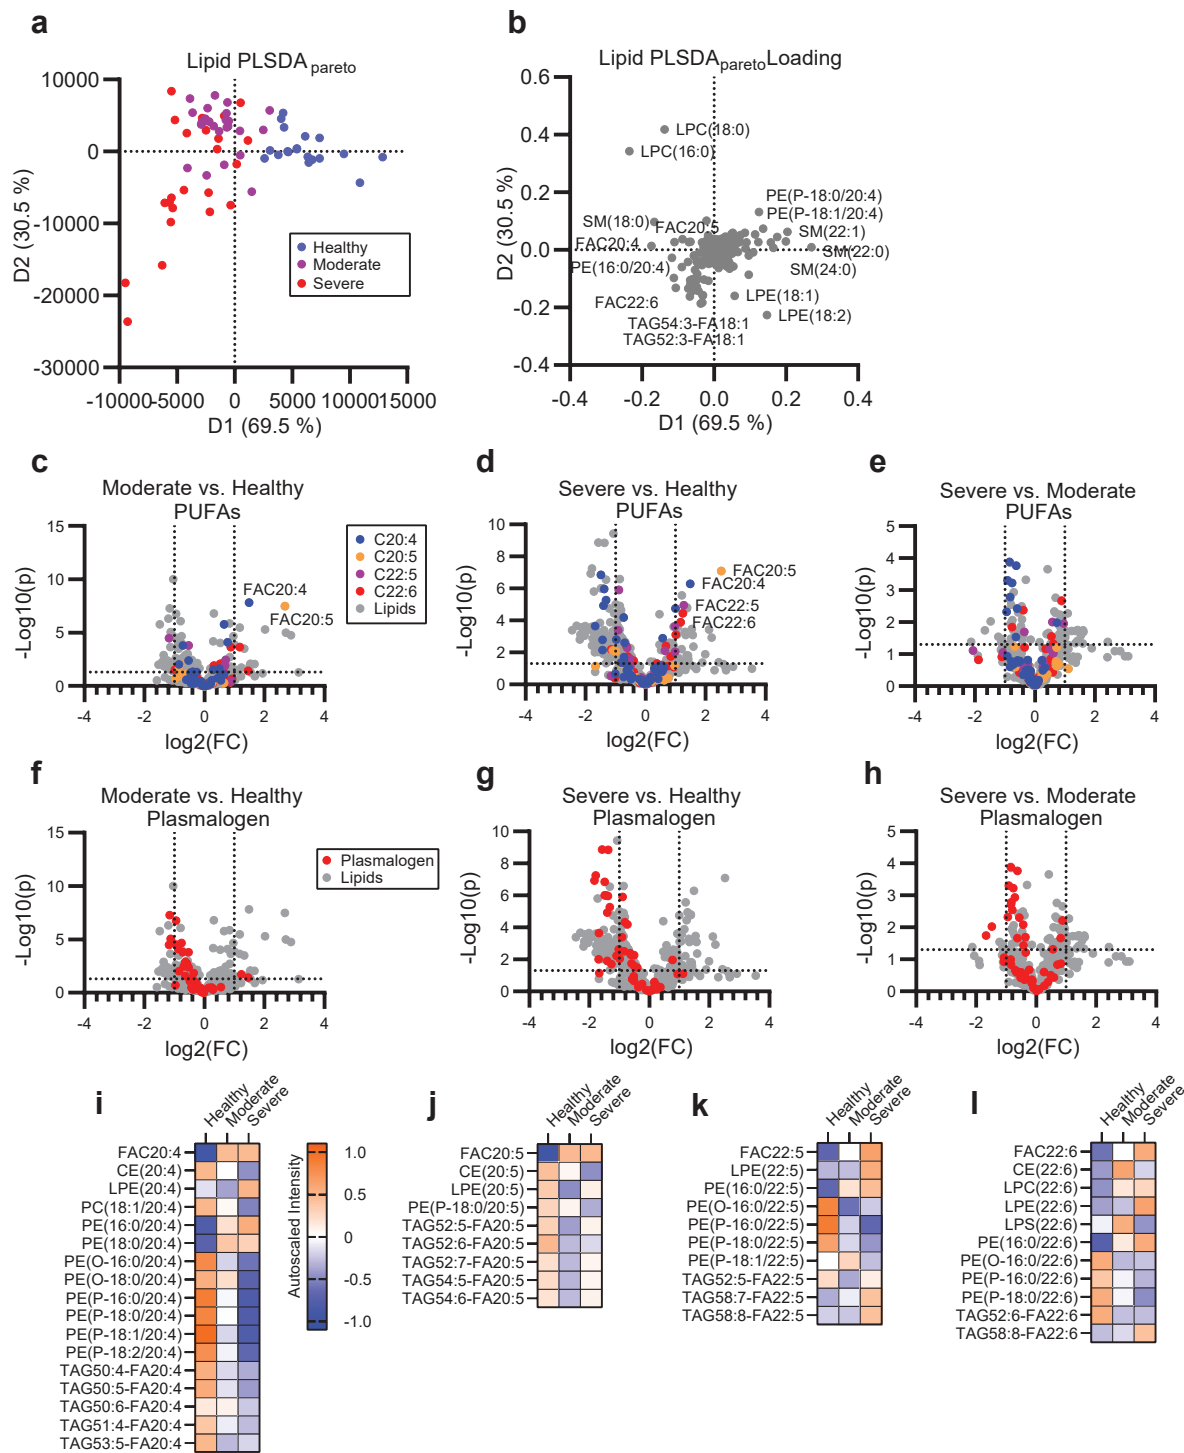 a
Lipid PLSDA pareto
10000
0
-10000
-20000
-30000
D2 (30.5 %)
Healthy
Moderate
Severe
-10000 -5000 0 5000 10000 15000
D1 (69.5 %)
b
Lipid PLSDA pareto Loading
0.6
0.4
0.2
0.0
-0.2
-0.4
D2 (30.5 %)
LPC(18:0)
LPC(16:0)
PE(P-18:0/20:4)
PE(P-18:1/20:4)
SM(18:0)
FAC20:5
SM(22:1)
FAC20:4
SM(22:0)
PE(16:0/20:4)
SM(24:0)
FAC22:6
LPE(18:1)
LPE(18:2)
TAG54:3-FA18:1
TAG52:3-FA18:1
-0.4 -0.2 0.0 0.2 0.4
D1 (69.5 %)
c
Moderate vs. Healthy
PUFAs
15
10
5
0
-Log10(p)
FAC20:4
FAC20:5
C20:4
C20:5
C22:5
C22:6
Lipids
-4 -2 0 2 4
log2(FC)
d
Severe vs. Healthy
PUFAs
10
8
6
4
2
0
-Log10(p)
FAC20:5
FAC20:4
FAC22:5
FAC22:6
-4 -2 0 2 4
log2(FC)
e
Severe vs. Moderate
PUFAs
5
4
3
2
1
0
-Log10(p)
-4 -2 0 2 4
log2(FC)
f
Moderate vs. Healthy
Plasmalogen
15
10
5
0
-Log10(p)
Plasmalogen
Lipids
-4 -2 0 2 4
log2(FC)
g
Severe vs. Healthy
Plasmalogen
10
8
6
4
2
0
-Log10(p)
-4 -2 0 2 4
log2(FC)
h
Severe vs. Moderate
Plasmalogen
5
4
3
2
1
0
-Log10(p)
-4 -2 0 2 4
log2(FC)
i
Healthy
Moderate
Severe
FAC20:4
CE(20:4)
LPE(20:4)
PC(18:1/20:4)
PE(16:0/20:4)
PE(18:0/20:4)
PE(O-16:0/20:4)
PE(O-18:0/20:4)
PE(P-16:0/20:4)
PE(P-18:0/20:4)
PE(P-18:1/20:4)
PE(P-18:2/20:4)
TAG50:4-FA20:4
TAG50:5-FA20:4
TAG50:6-FA20:4
TAG51:4-FA20:4
TAG53:5-FA20:4
Autoscaled Intensity
1.0
0.5
0
-0.5
-1.0
j
Healthy
Moderate
Severe
FAC20:5
CE(20:5)
LPE(20:5)
PE(P-18:0/20:5)
TAG52:5-FA20:5
TAG52:6-FA20:5
TAG52:7-FA20:5
TAG54:5-FA20:5
TAG54:6-FA20:5
k
Healthy
Moderate
Severe
FAC22:5
LPE(22:5)
PE(16:0/22:5)
PE(O-16:0/22:5)
PE(P-16:0/22:5)
PE(P-18:0/22:5)
PE(P-18:1/22:5)
TAG52:5-FA22:5
TAG58:7-FA22:5
TAG58:8-FA22:5
l
Healthy
Moderate
Severe
FAC22:6
CE(22:6)
LPC(22:6)
LPE(22:6)
LPS(22:6)
PE(16:0/22:6)
PE(O-16:0/22:6)
PE(P-16:0/22:6)
PE(P-18:0/22:6)
TAG52:6-FA22:6
TAG58:8-FA22:6